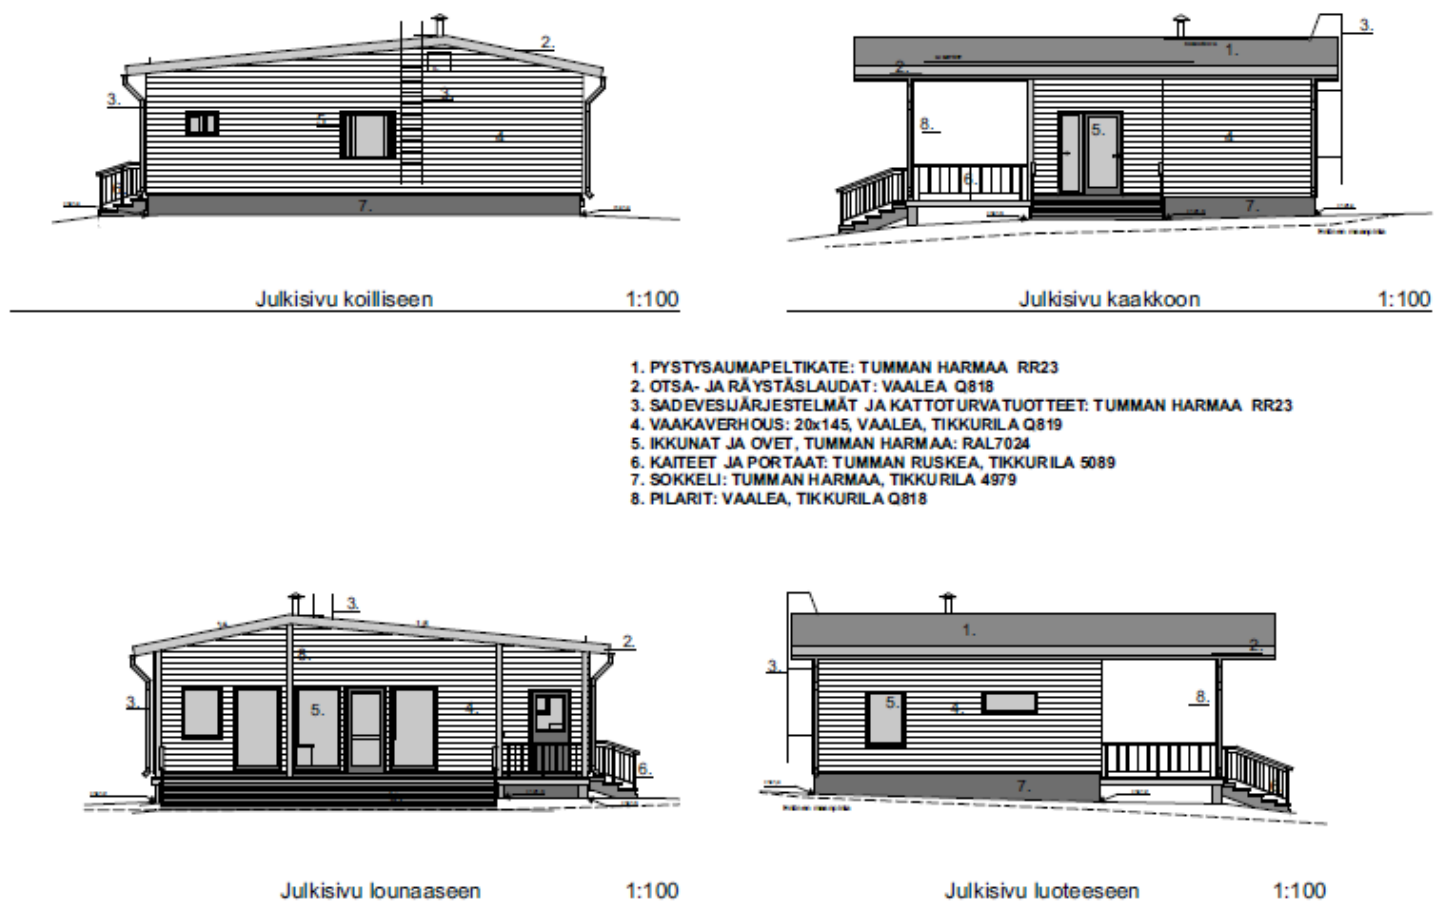 2.
3.
3.
5.
4.
6.
7.
Julkisivu koilliseen 1:100
3.
1.
2.
8.
5.
4.
6.
7.
Julkisivu kaakkoon 1:100
1. PYSTYSAUMAPELTIKATE: TUMMAN HARMAA RR23
2. OTSA- JA RÄYSTÄSLAUDAT: VAALEA Q818
3. SADEVESIJÄRJESTELMÄT JA KATTOTURVATUOTTEET: TUMMAN HARMAA RR23
4. VAAKAVERHOUS: 20x145, VAALEA, TIKKURILA Q819
5. IKKUNAT JA OVET, TUMMAN HARMAA: RAL7024
6. KAITEET JA PORTAAT: TUMMAN RUSKEA, TIKKURILA 5089
7. SOKKELI: TUMMAN HARMAA, TIKKURILA 4979
8. PILARIT: VAALEA, TIKKURILA Q818
3.
2.
8.
3.
5.
4.
6.
Julkisivu lounaaseen 1:100
1.
2.
3.
5.
4.
8.
7.
Julkisivu luoteeseen 1:100